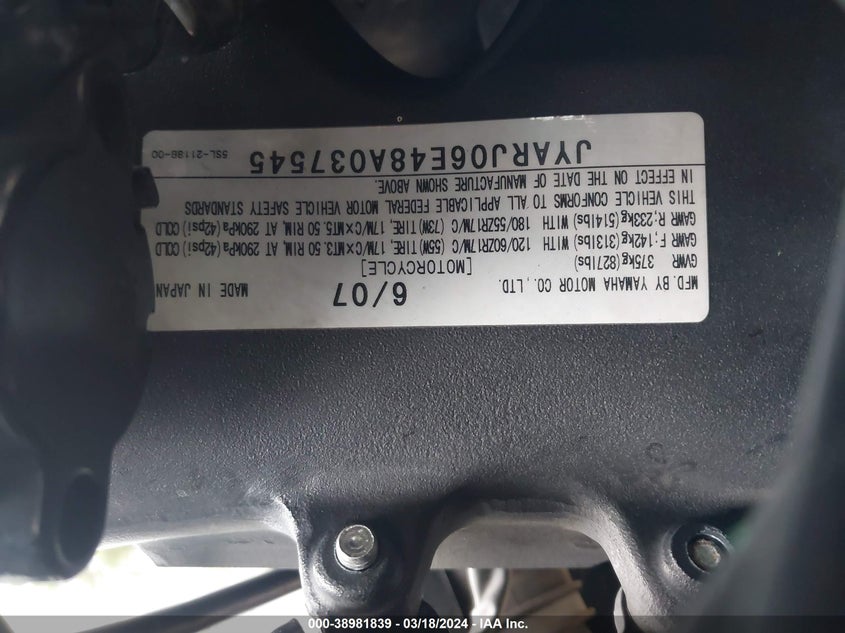 MFD. BY YAMAHA MOTOR CO., LTD. 6/07 MADE IN JAPAN
GVWR 375kg(827lbs) [MOTORCYCLE]
GAWR F:142kg(313lbs) WITH 120/60ZR17M/C (55W) TIRE, 17M/C×MT3.50 RIM, AT 290kPa(42psi) COLD
GAWR R:233kg(514lbs) WITH 180/55ZR17M/C (73W) TIRE, 17M/C×MT5.50 RIM, AT 290kPa(42psi) COLD
THIS VEHICLE CONFORMS TO ALL APPLICABLE FEDERAL MOTOR VEHICLE SAFETY STANDARDS
IN EFFECT ON THE DATE OF MANUFACTURE SHOWN ABOVE.
JYARJ06E48A037545 5SL-2118B-00
000-38981839 - 03/18/2024 - IAA Inc.